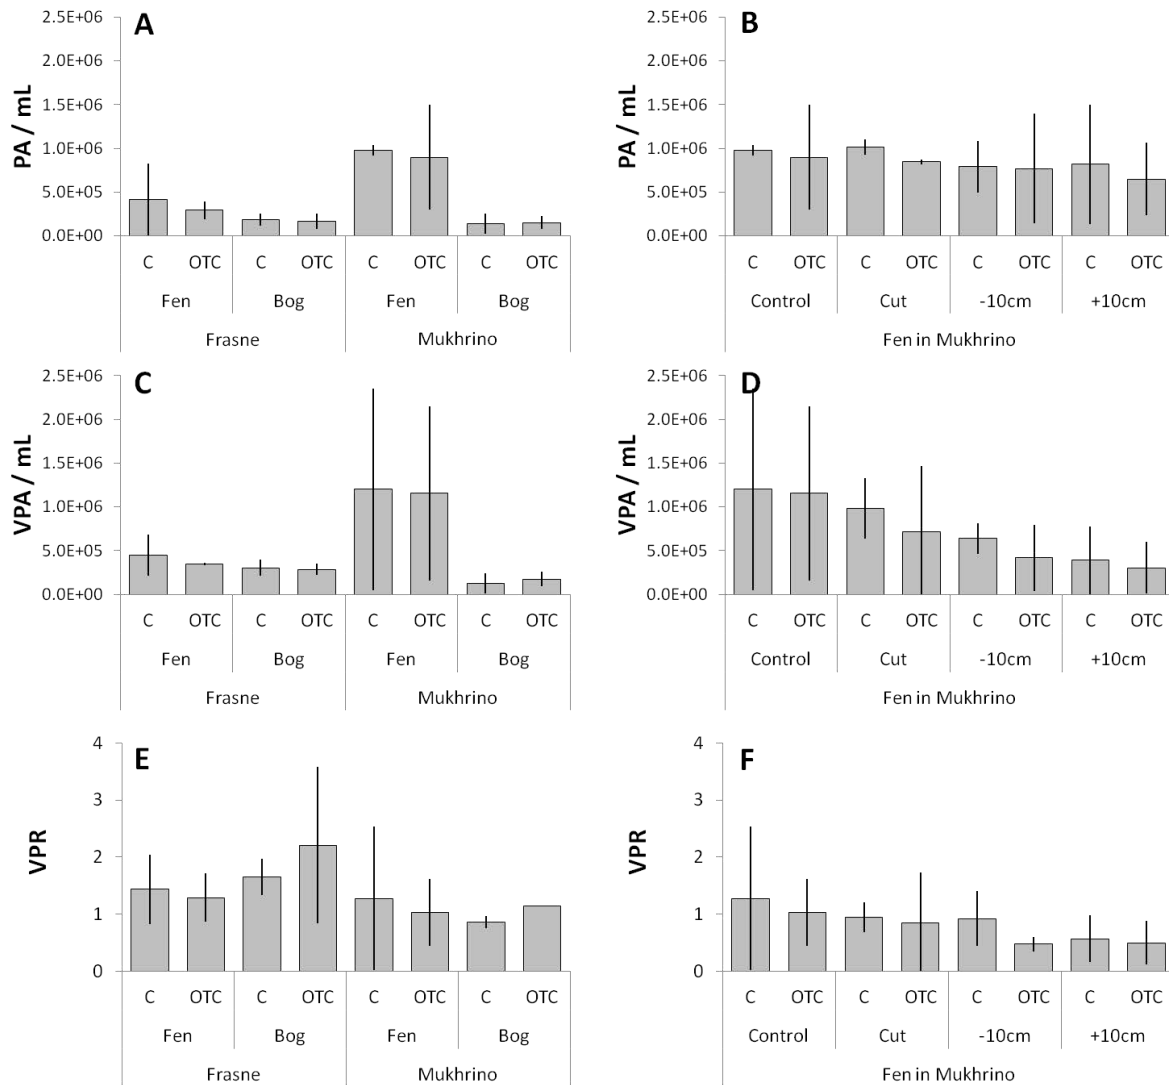 A
PA / mL
2.5E+06
2.0E+06
1.5E+06
1.0E+06
5.0E+05
0.0E+00
C OTC C OTC C OTC C OTC
Fen Bog Fen Bog
Frasne Mukhrino
B
PA / mL
2.5E+06
2.0E+06
1.5E+06
1.0E+06
5.0E+05
0.0E+00
C OTC C OTC C OTC C OTC
Control Cut -10cm +10cm
Fen in Mukhrino
C
VPA / mL
2.5E+06
2.0E+06
1.5E+06
1.0E+06
5.0E+05
0.0E+00
C OTC C OTC C OTC C OTC
Fen Bog Fen Bog
Frasne Mukhrino
D
VPA / mL
2.5E+06
2.0E+06
1.5E+06
1.0E+06
5.0E+05
0.0E+00
C OTC C OTC C OTC C OTC
Control Cut -10cm +10cm
Fen in Mukhrino
E
VPR
4
3
2
1
0
C OTC C OTC C OTC C OTC
Fen Bog Fen Bog
Frasne Mukhrino
F
VPR
4
3
2
1
0
C OTC C OTC C OTC C OTC
Control Cut -10cm +10cm
Fen in Mukhrino